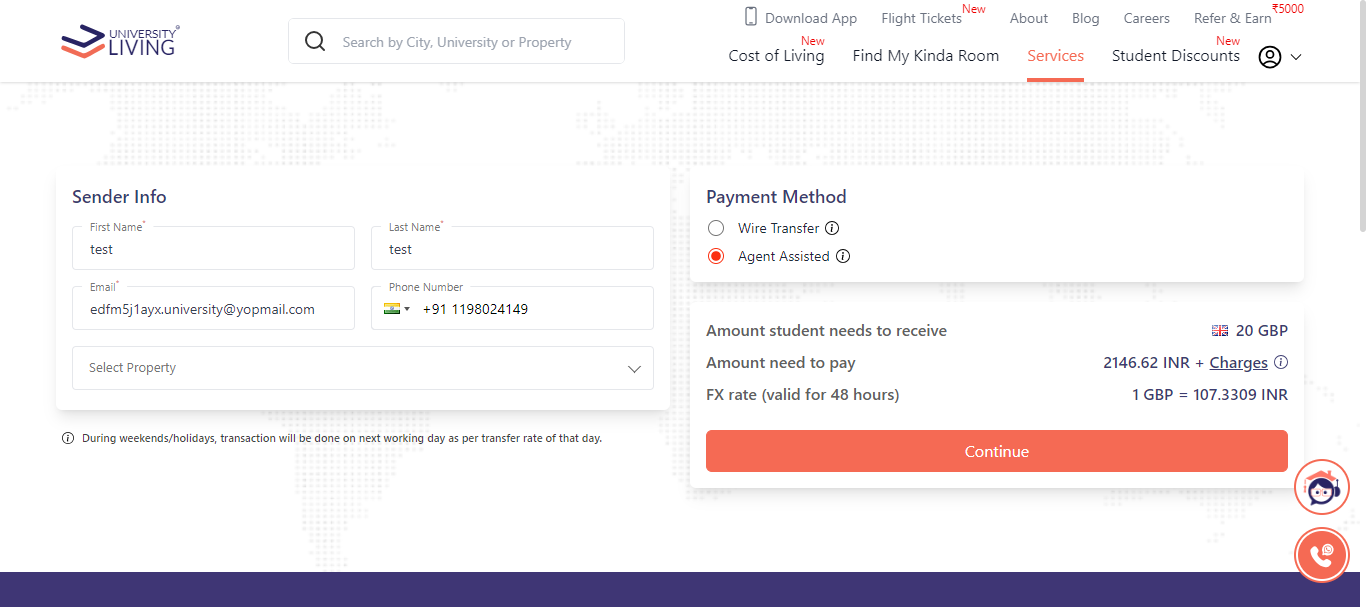 UNIVERSITY
LIVING
Search by City, University or Property
Download App
Flight Tickets
New
About
Blog
Careers
Refer & Earn
₹5000
Cost of Living
New
Find My Kinda Room
Services
Student Discounts
New
Sender Info
First Name*
test
Last Name*
test
Email*
edfm5j1ayx.university@yopmail.com
Phone Number
+91 1198024149
Select Property
During weekends/holidays, transaction will be done on next working day as per transfer rate of that day.
Payment Method
Wire Transfer
Agent Assisted
Amount student needs to receive
20 GBP
Amount need to pay
2146.62 INR + Charges
FX rate (valid for 48 hours)
1 GBP = 107.3309 INR
Continue